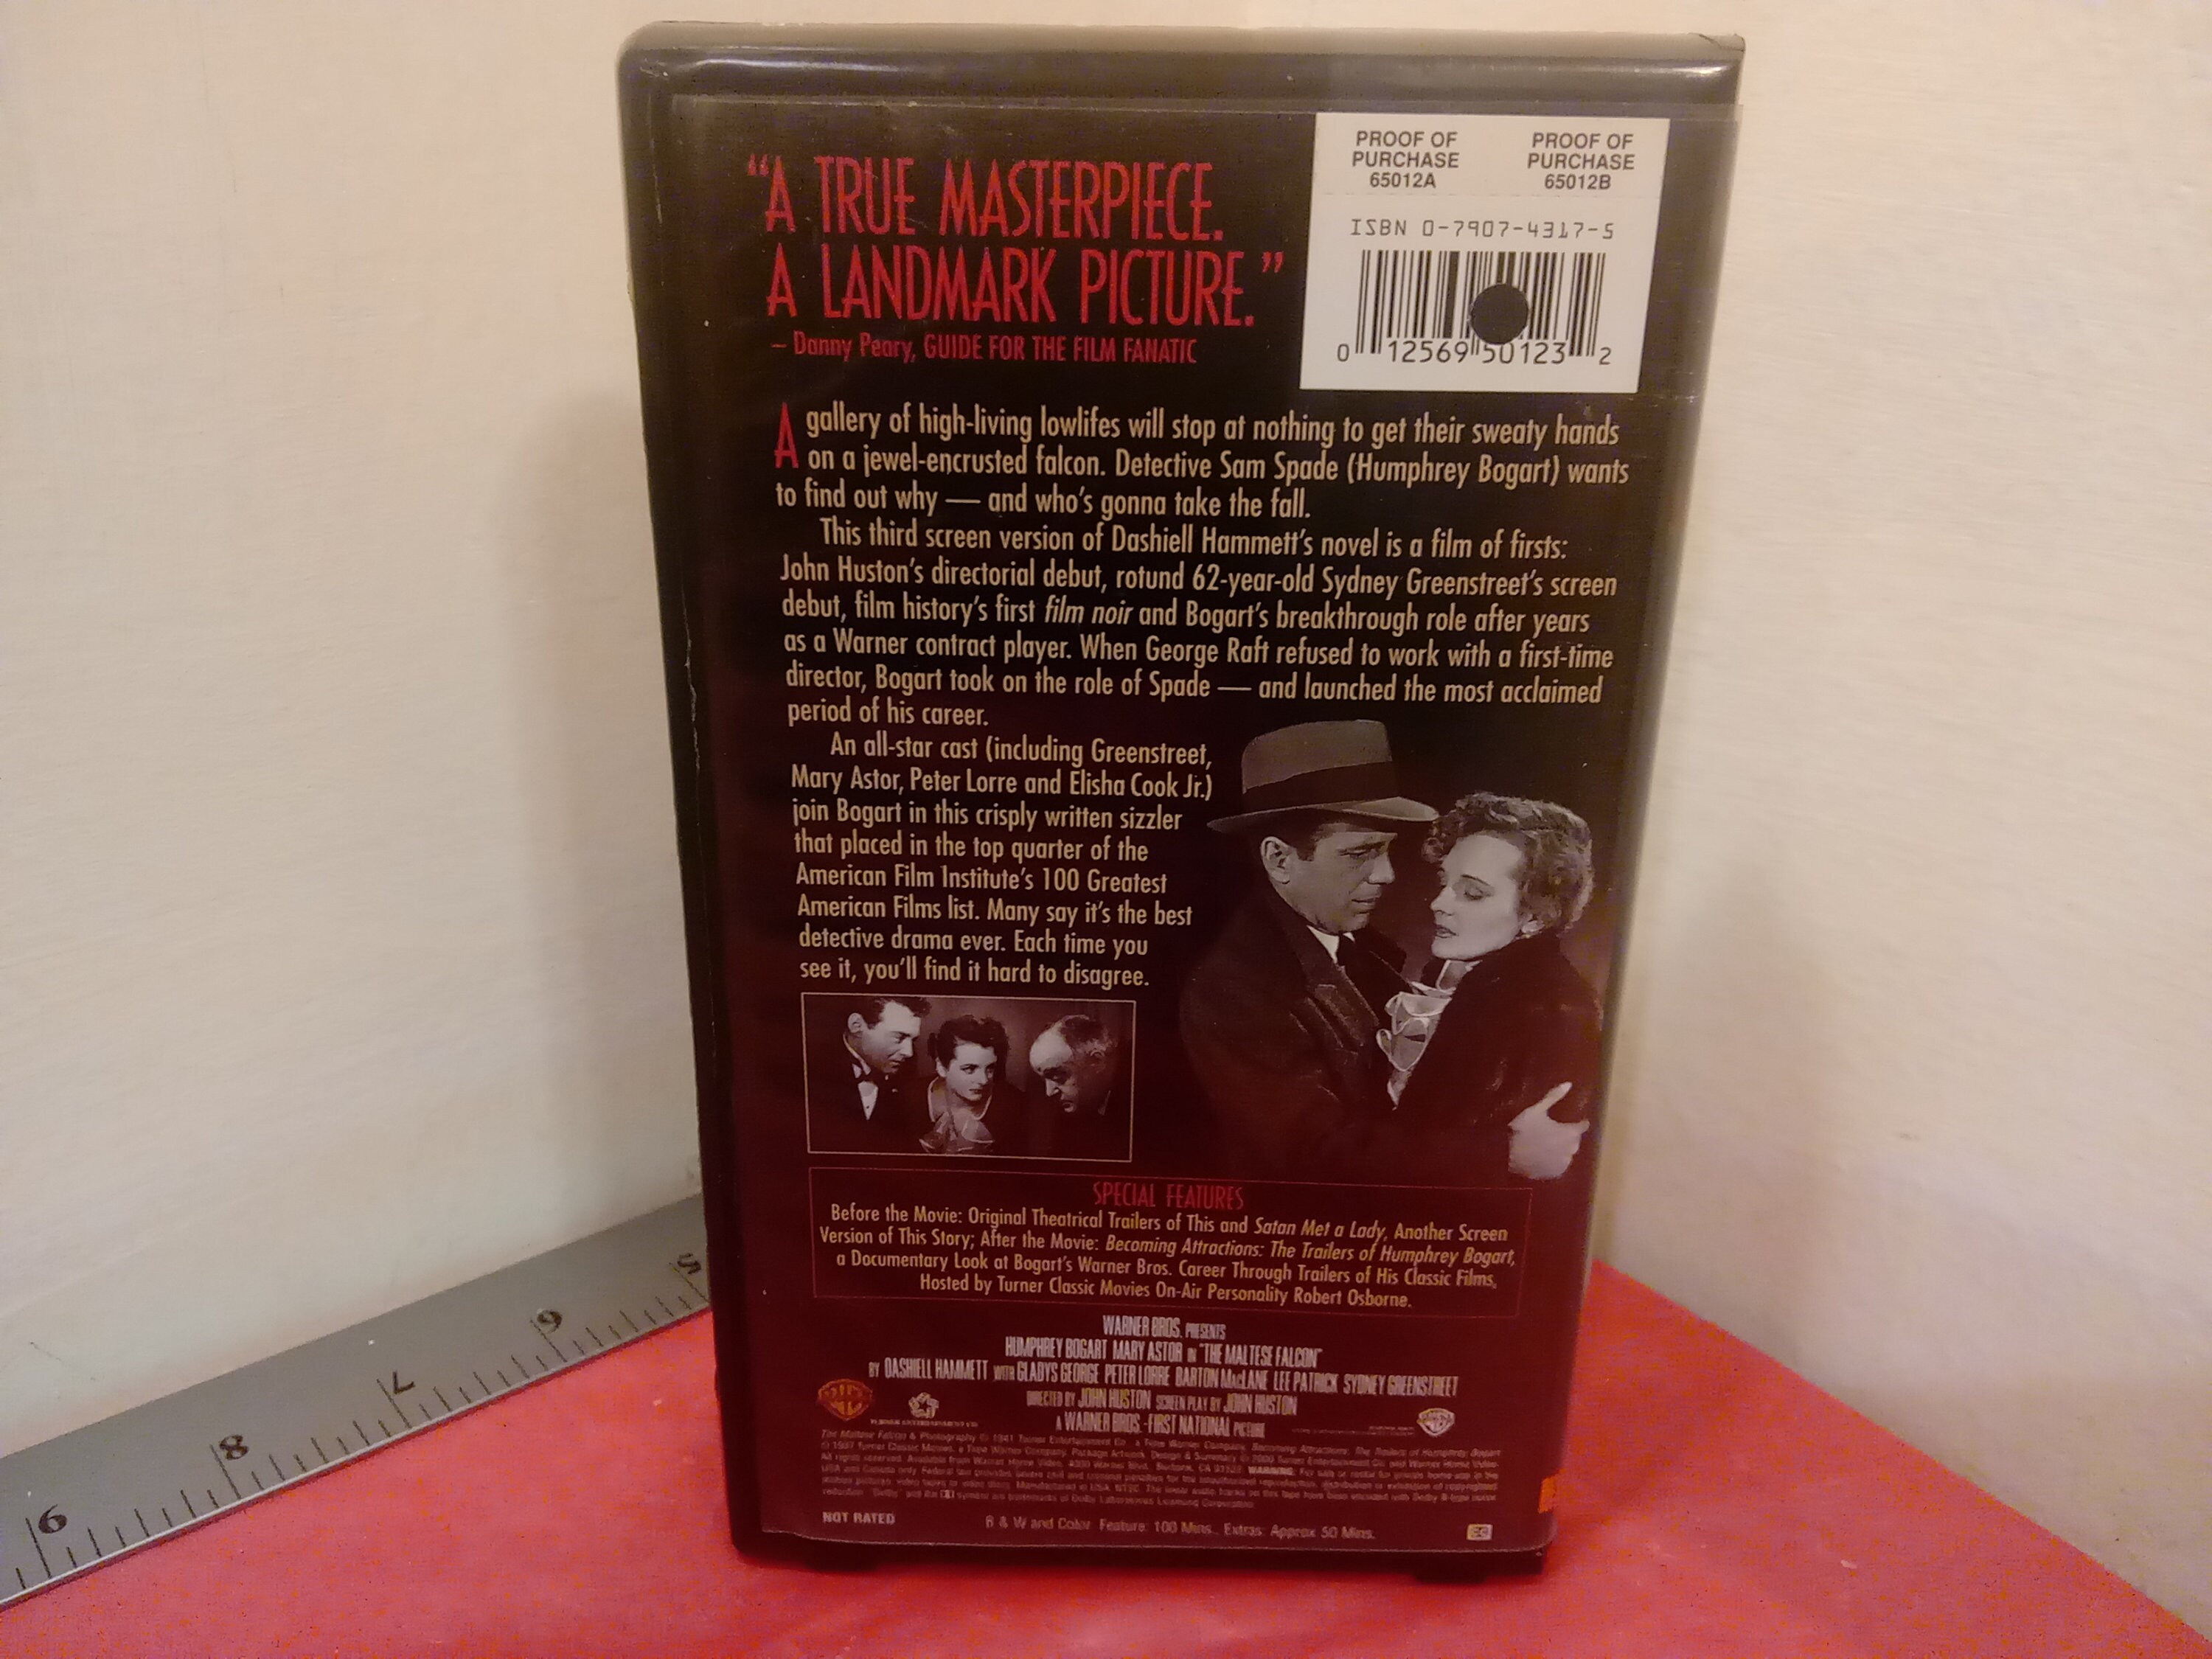 "A TRUE MASTERPIECE.
A LANDMARK PICTURE."
– Danny Peary, GUIDE FOR THE FILM FANATIC
PROOF OF PURCHASE 65012A
PROOF OF PURCHASE 65012B
ISBN 0-7907-4317-5
0 12569 50123 2
A gallery of high-living lowlifes will stop at nothing to get their sweaty hands
on a jewel-encrusted falcon. Detective Sam Spade (Humphrey Bogart) wants
to find out why — and who's gonna take the fall.
This third screen version of Dashiell Hammett's novel is a film of firsts:
John Huston's directorial debut, rotund 62-year-old Sydney Greenstreet's screen
debut, film history's first film noir and Bogart's breakthrough role after years
as a Warner contract player. When George Raft refused to work with a first-time
director, Bogart took on the role of Spade — and launched the most acclaimed
period of his career.
An all-star cast (including Greenstreet,
Mary Astor, Peter Lorre and Elisha Cook Jr.)
join Bogart in this crisply written sizzler
that placed in the top quarter of the
American Film Institute's 100 Greatest
American Films list. Many say it's the best
detective drama ever. Each time you
see it, you'll find it hard to disagree.
SPECIAL FEATURES
Before the Movie: Original Theatrical Trailers of This and Satan Met a Lady, Another Screen
Version of This Story; After the Movie: Becoming Attractions: The Trailers of Humphrey Bogart,
a Documentary Look at Bogart's Warner Bros. Career Through Trailers of His Classic Films,
Hosted by Turner Classic Movies On-Air Personality Robert Osborne.
WARNER BROS. PRESENTS
HUMPHREY BOGART MARY ASTOR IN "THE MALTESE FALCON"
BY DASHIELL HAMMETT WITH GLADYS GEORGE PETER LORRE BARTON MacLANE LEE PATRICK SYDNEY GREENSTREET
DIRECTED BY JOHN HUSTON SCREEN PLAY BY JOHN HUSTON
A WARNER BROS.-FIRST NATIONAL PICTURE
NOT RATED
B & W and Color. Feature: 100 Mins., Extras: Approx 50 Mins.
CC
5
6
7
8
9